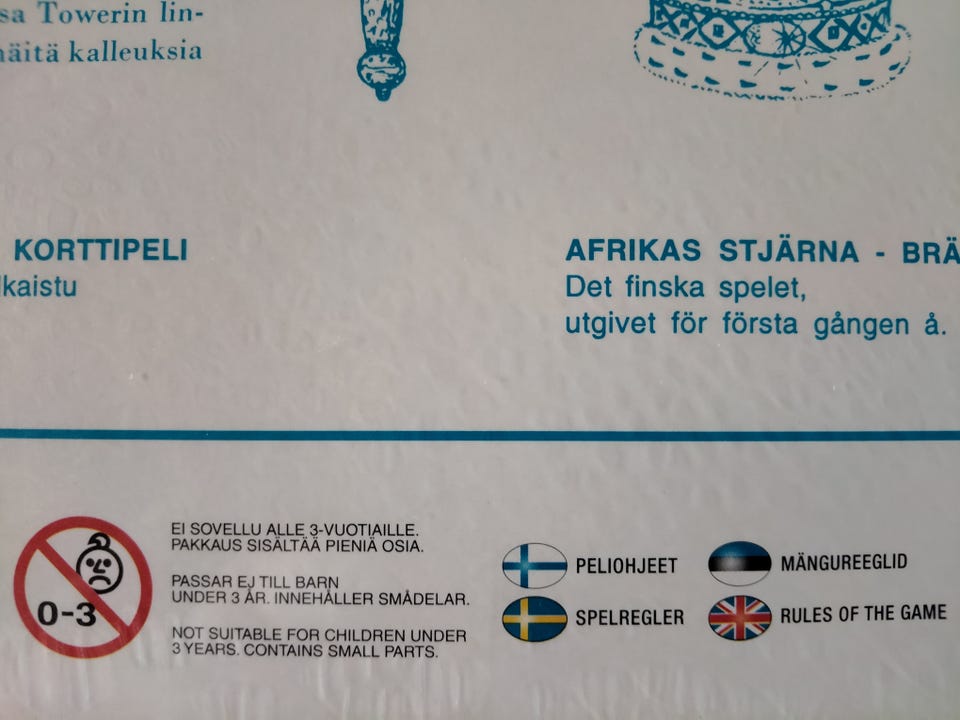 sa Towerin lin-
näitä kalleuksia
KORTTIPELI
lkaistu
AFRIKAS STJÄRNA - BRÄ
Det finska spelet,
utgivet för första gången å.
0-3
EI SOVELLU ALLE 3-VUOTIAILLE.
PAKKAUS SISÄLTÄÄ PIENIÄ OSIA.
PASSAR EJ TILL BARN
UNDER 3 ÅR. INNEHÅLLER SMÅDELAR.
NOT SUITABLE FOR CHILDREN UNDER
3 YEARS. CONTAINS SMALL PARTS.
PELIOHJEET
SPELREGLER
MÄNGUREEGLID
RULES OF THE GAME